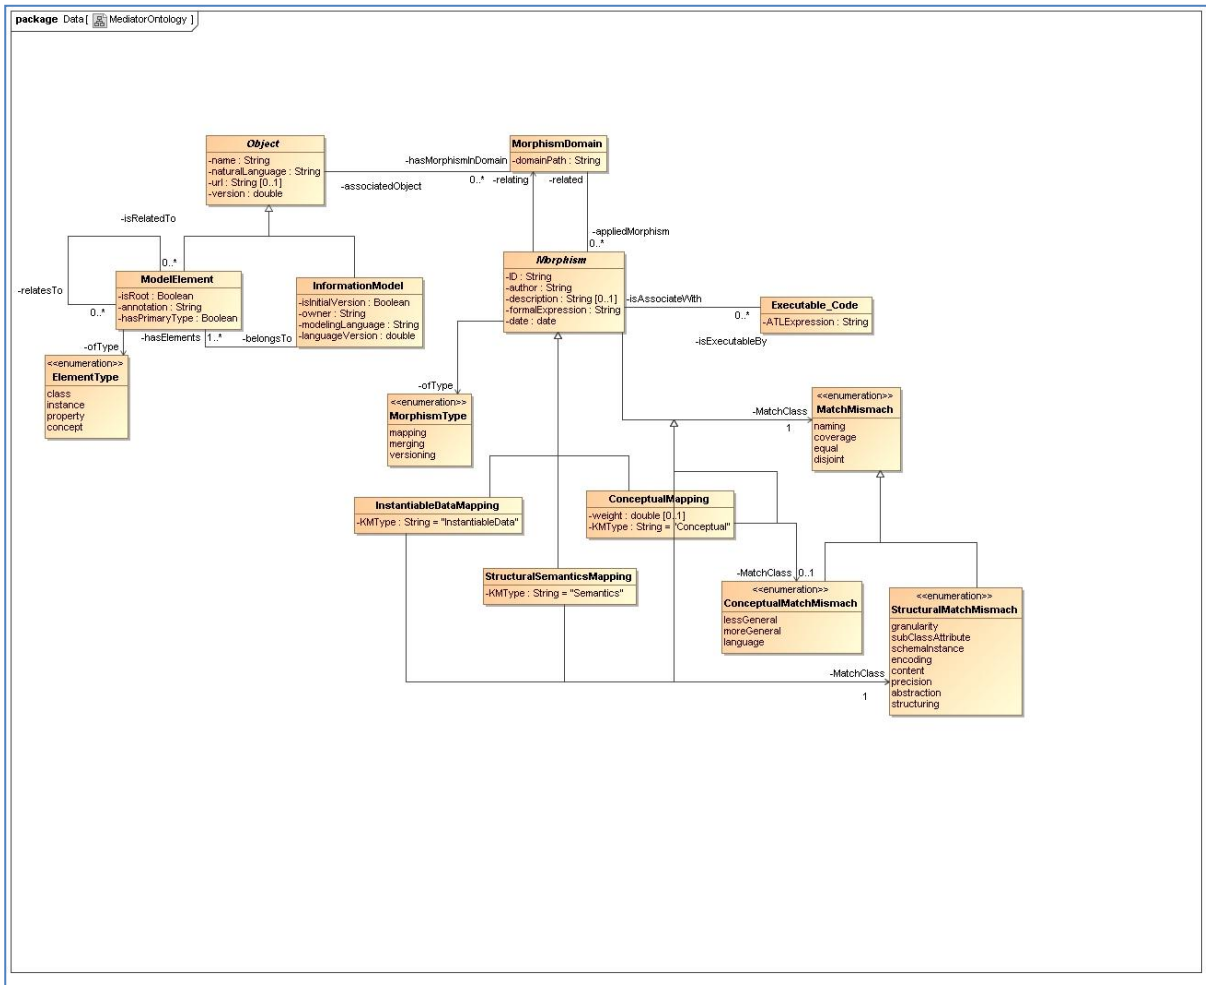 package Data [ MediatorOntology ]
Object
-name : String
-naturalLanguage : String
-url : String [0..1]
-version : double
-hasMorphismInDomain
0..*
-associatedObject
MorphismDomain
-domainPath : String
-relating
-related
-appliedMorphism
0..*
-isRelatedTo
0..*
-relatesTo
0..*
ModelElement
-isRoot : Boolean
-annotation : String
-hasPrimaryType : Boolean
InformationModel
-isInitialVersion : Boolean
-owner : String
-modelingLanguage : String
-languageVersion : double
-hasElements
1..*
-belongsTo
-ofType
<<enumeration>>
ElementType
class
instance
property
concept
Morphism
-ID : String
-author : String
-description : String [0..1]
-formalExpression : String
-date : date
-isAssociateWith
0..*
-isExecutableBy
Executable_Code
-ATLExpression : String
-ofType
<<enumeration>>
MorphismType
mapping
merging
versioning
-MatchClass
1
<<enumeration>>
MatchMismach
naming
coverage
equal
disjoint
InstantiableDataMapping
-KMType : String = "InstantiableData"
ConceptualMapping
-weight : double [0..1]
-KMType : String = "Conceptual"
StructuralSemanticsMapping
-KMType : String = "Semantics"
-MatchClass
0..1
<<enumeration>>
ConceptualMatchMismach
lessGeneral
moreGeneral
language
<<enumeration>>
StructuralMatchMismach
granularity
subClassAttribute
schemaInstance
encoding
content
precision
abstraction
structuring
-MatchClass
1